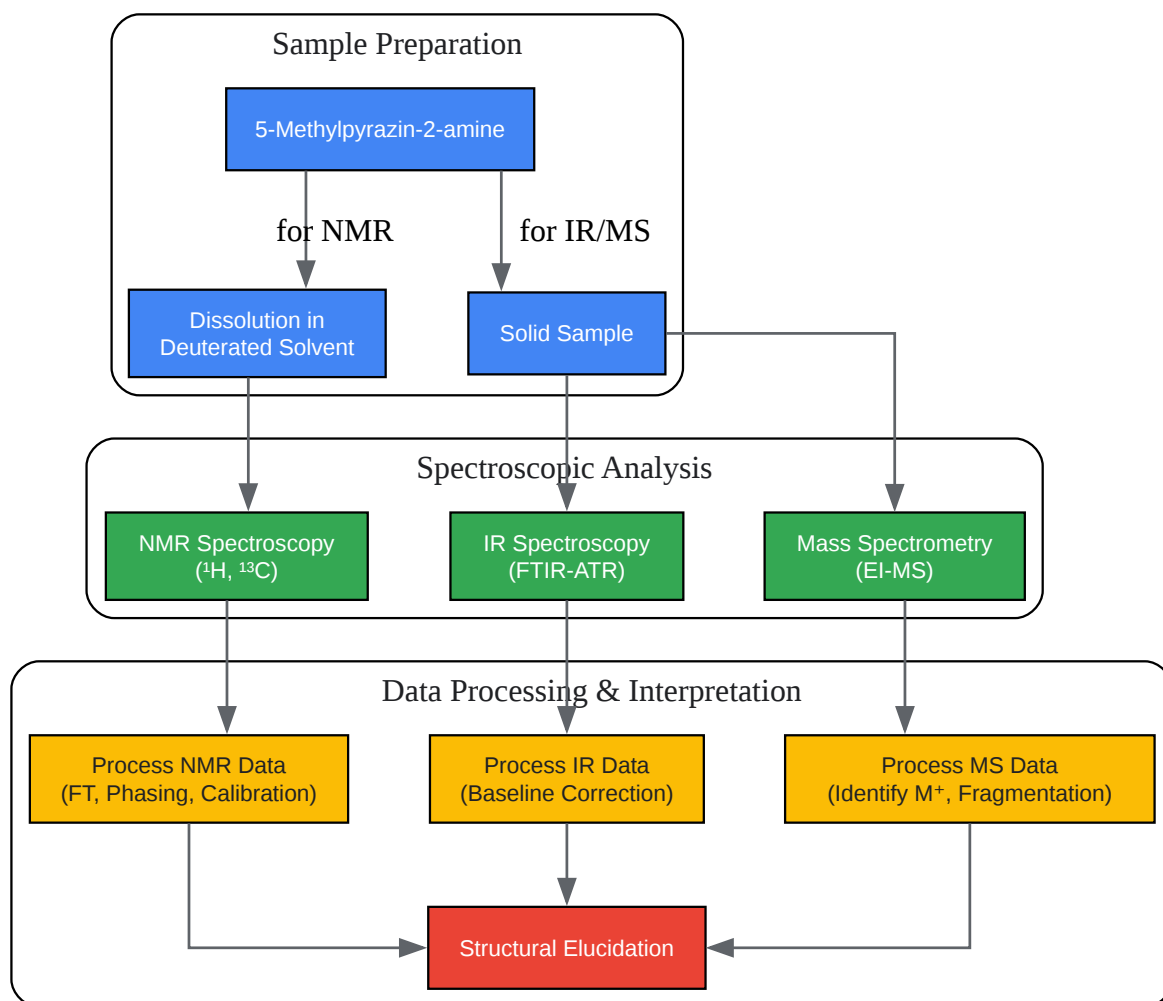 Sample Preparation
5-Methylpyrazin-2-amine
for NMR
for IR/MS
Dissolution in
Deuterated Solvent
Solid Sample
Spectroscopic Analysis
NMR Spectroscopy
(¹H, ¹³C)
IR Spectroscopy
(FTIR-ATR)
Mass Spectrometry
(EI-MS)
Data Processing & Interpretation
Process NMR Data
(FT, Phasing, Calibration)
Process IR Data
(Baseline Correction)
Process MS Data
(Identify M⁺, Fragmentation)
Structural Elucidation